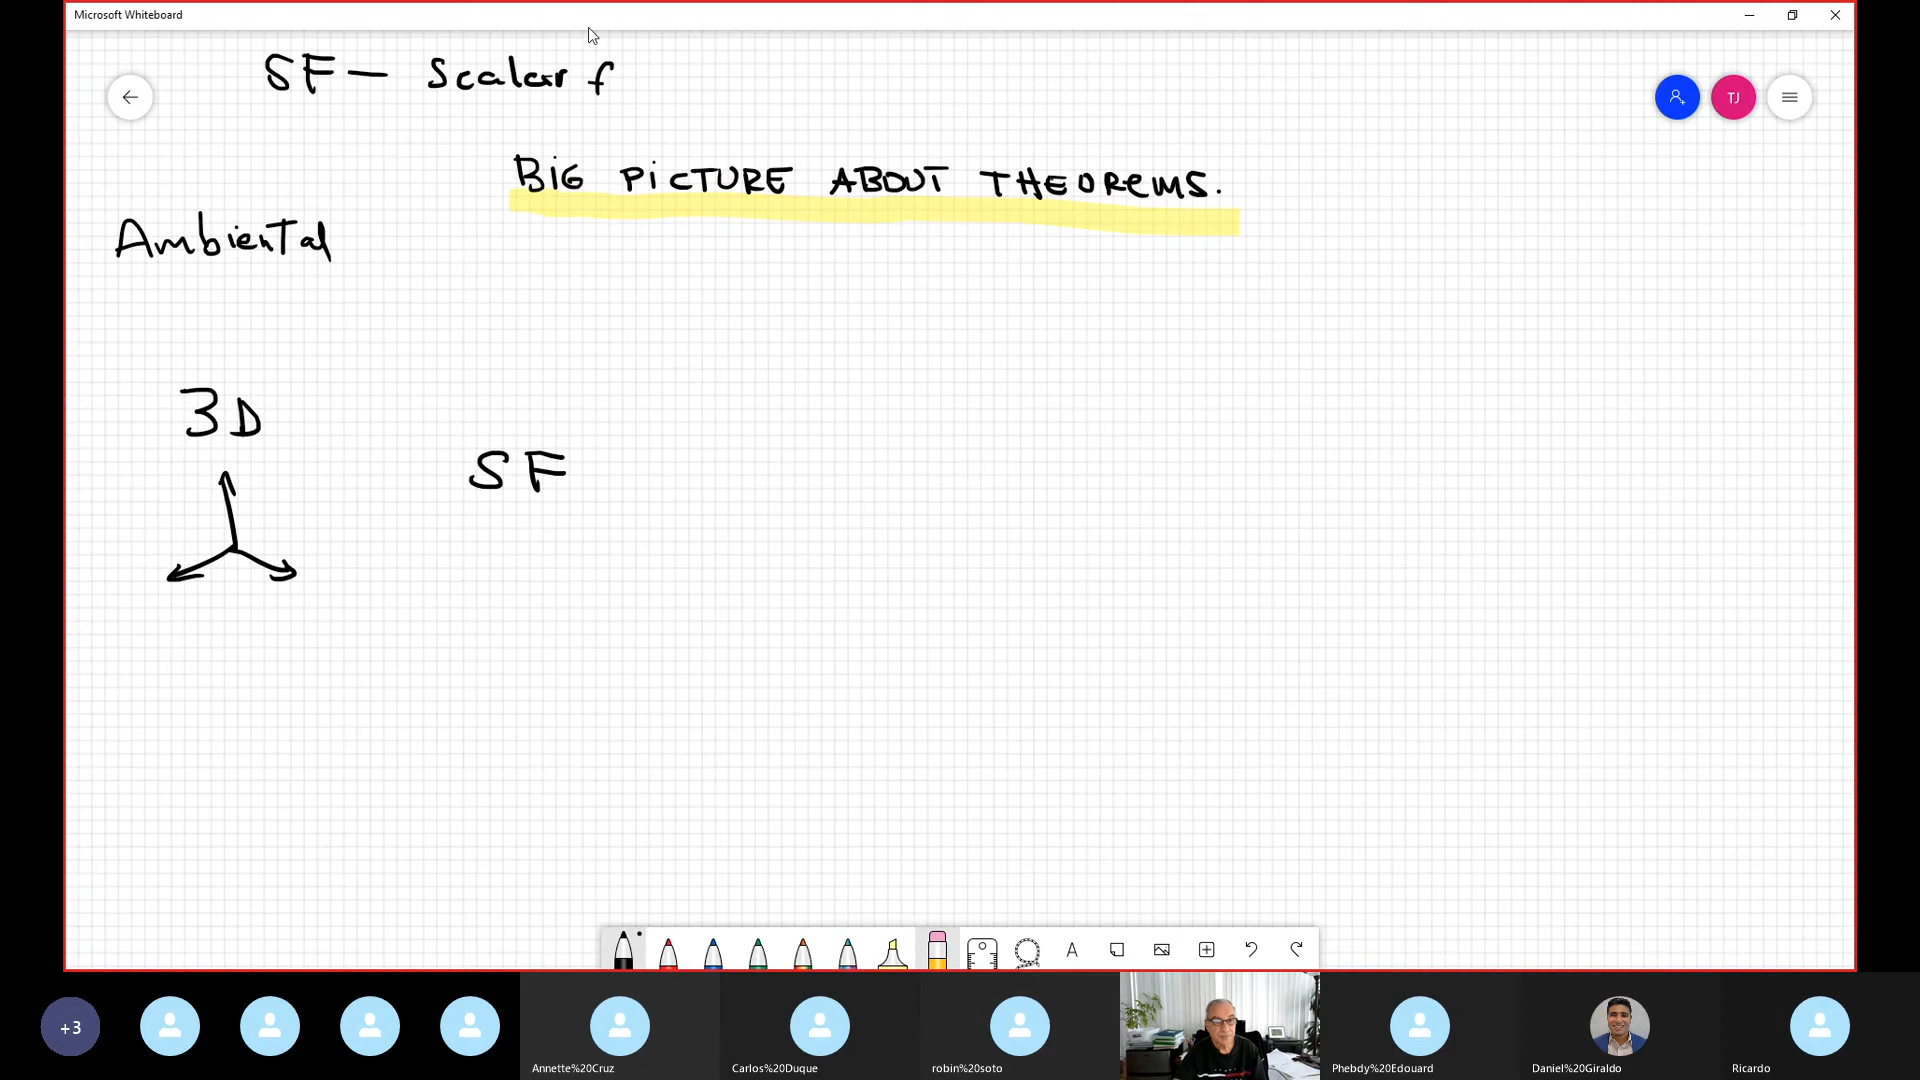 Microsoft Whiteboard
SF — Scalar f
TJ
BiG PiCTURE ABOUT THEOReMS.
AmbienTal
3D
SF
A
+3
Annette%20Cruz
Carlos%20Duque
robin%20soto
Phebdy%20Edouard
Daniel%20Giraldo
Ricardo